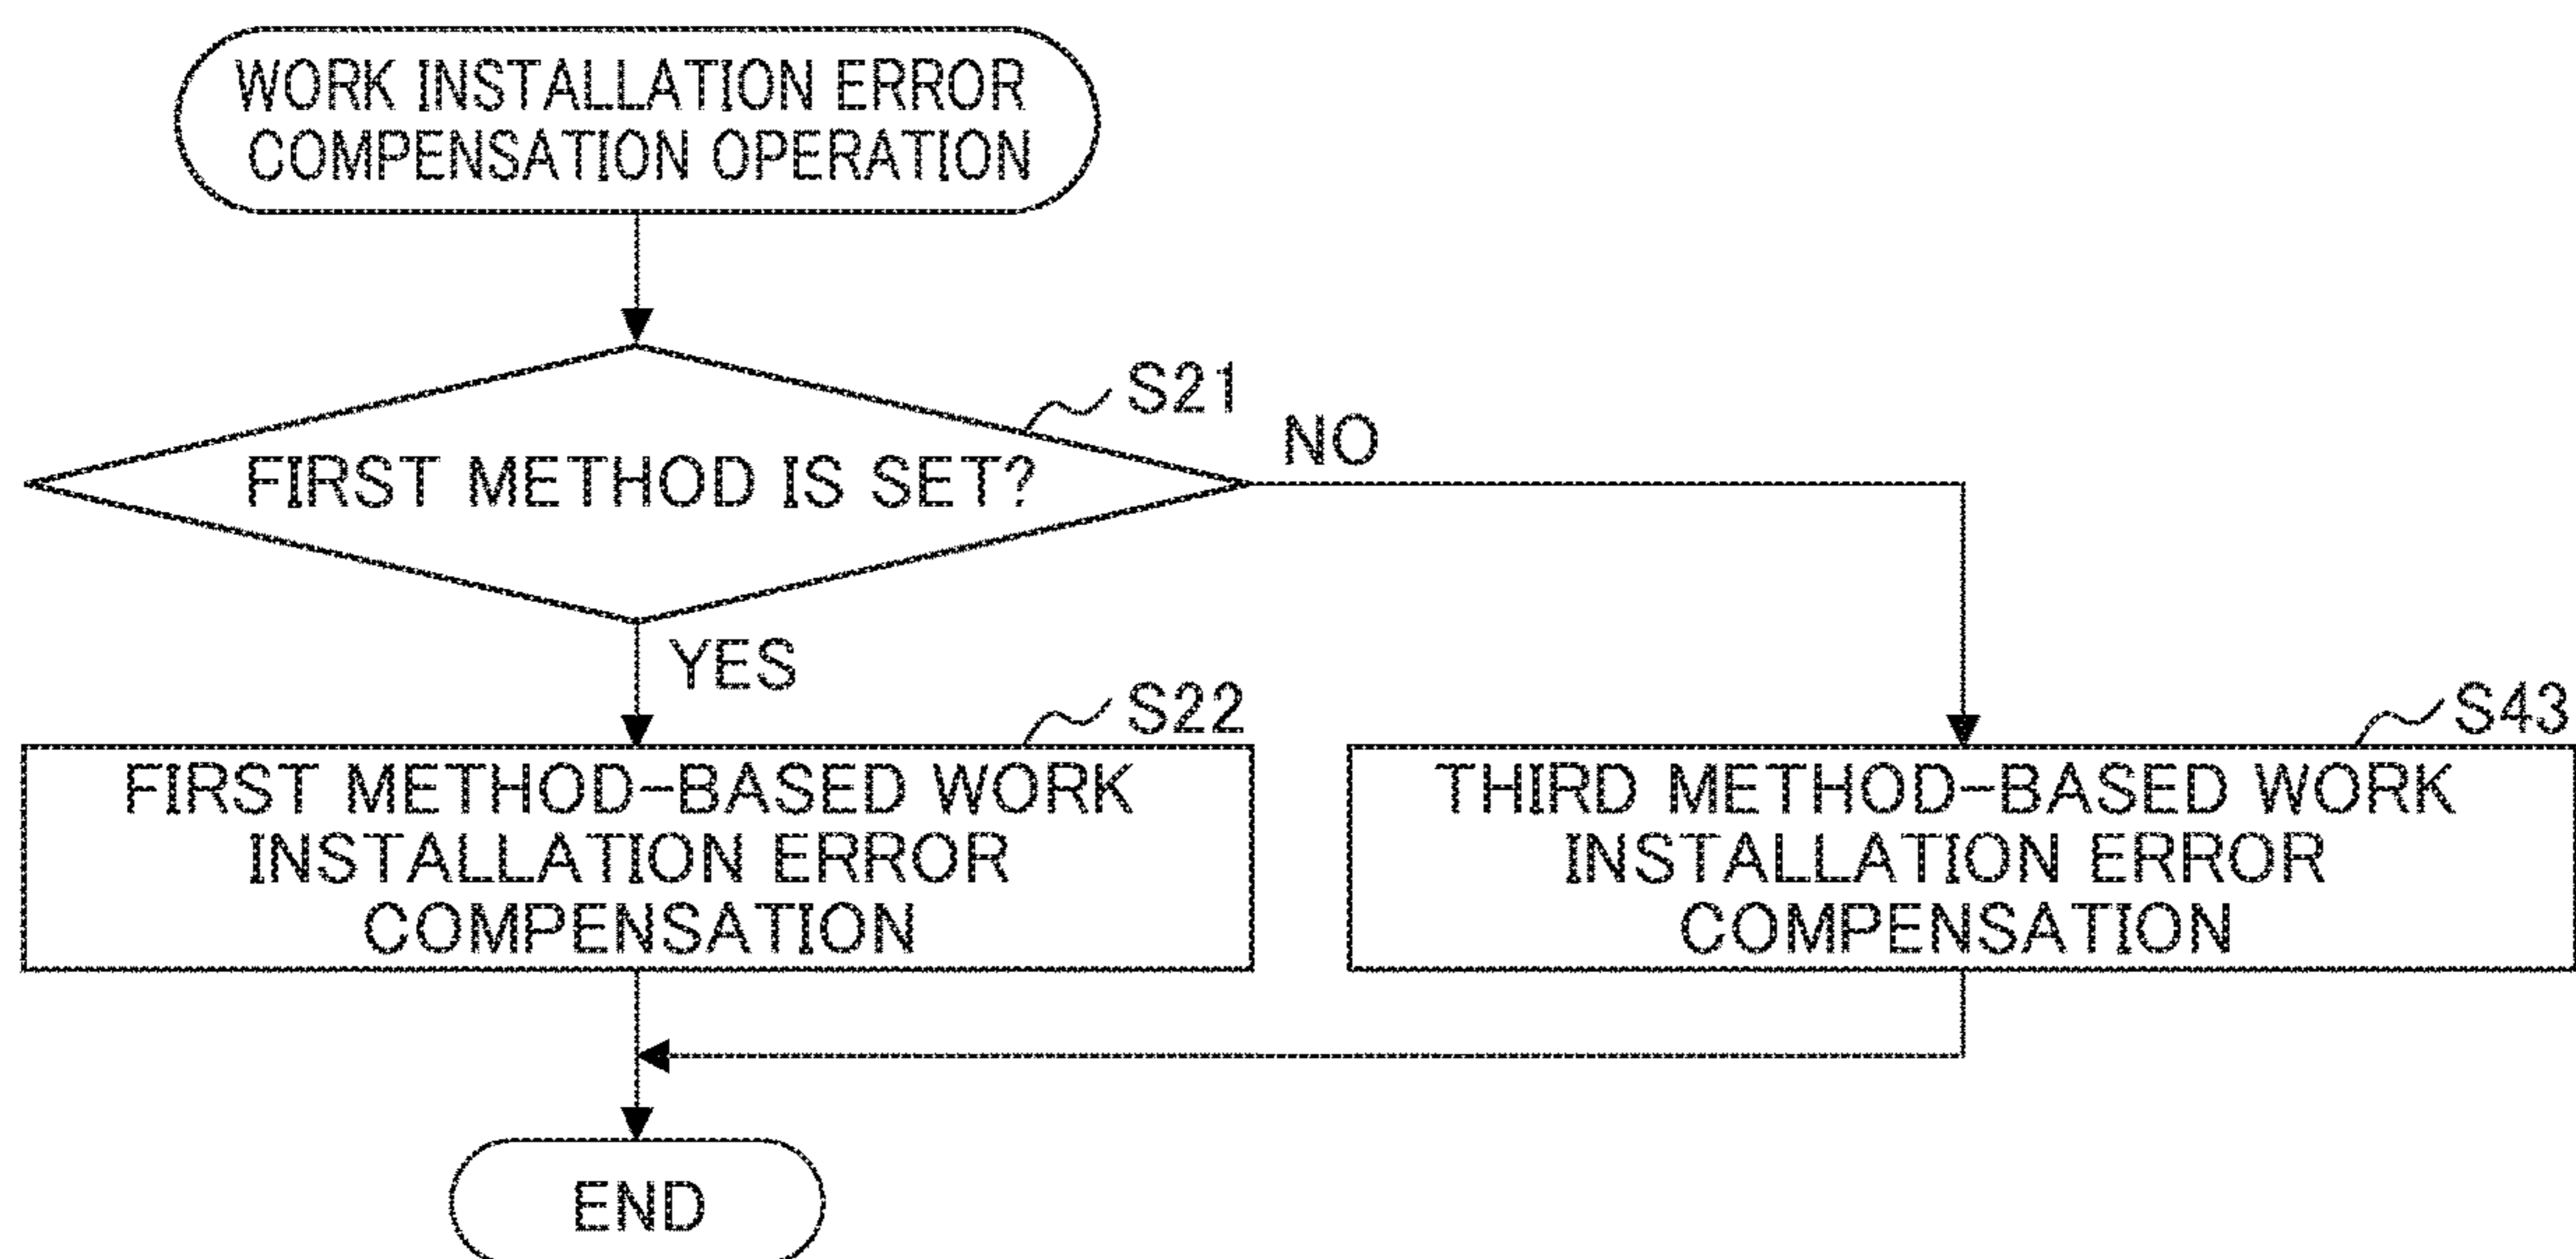 WORK INSTALLATION ERROR
COMPENSATION OPERATION
S21
FIRST METHOD IS SET?
NO
YES
S22
FIRST METHOD-BASED WORK
INSTALLATION ERROR
COMPENSATION
S43
THIRD METHOD-BASED WORK
INSTALLATION ERROR
COMPENSATION
END